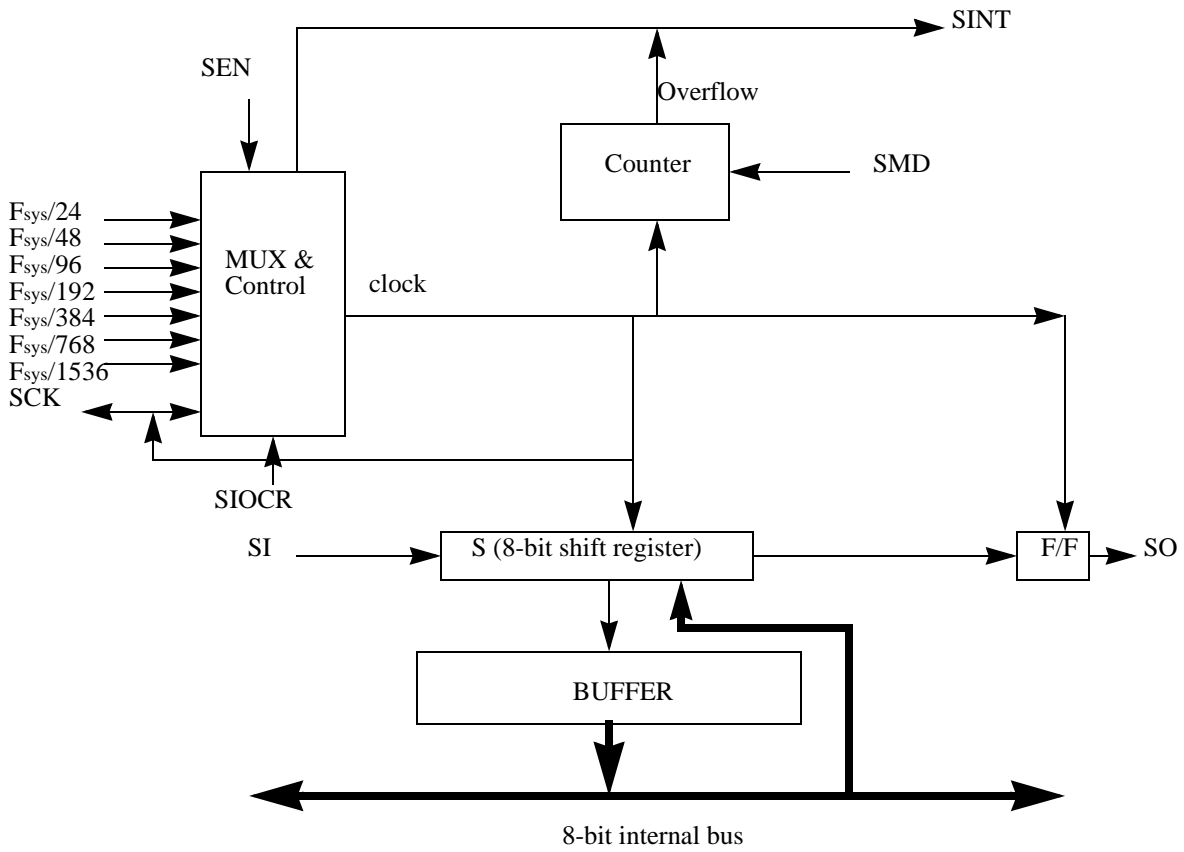 SINT
SEN
Overflow
Counter
SMD
Fsys/24
Fsys/48
Fsys/96
Fsys/192
Fsys/384
Fsys/768
Fsys/1536
SCK
MUX &
Control
clock
SIOCR
SI
S (8-bit shift register)
F/F
SO
BUFFER
8-bit internal bus